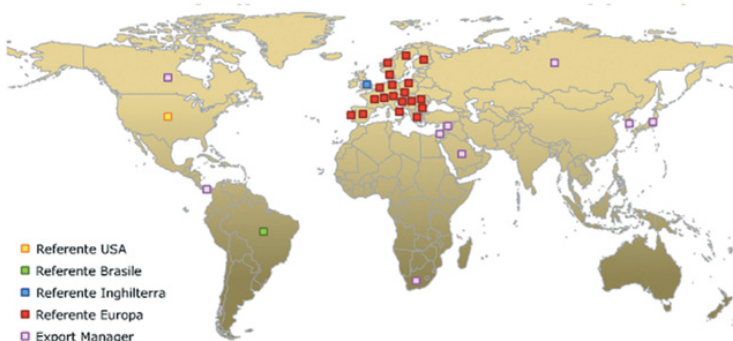 Referente USA
Referente Brasile
Referente Inghilterra
Referente Europa
Export Manager